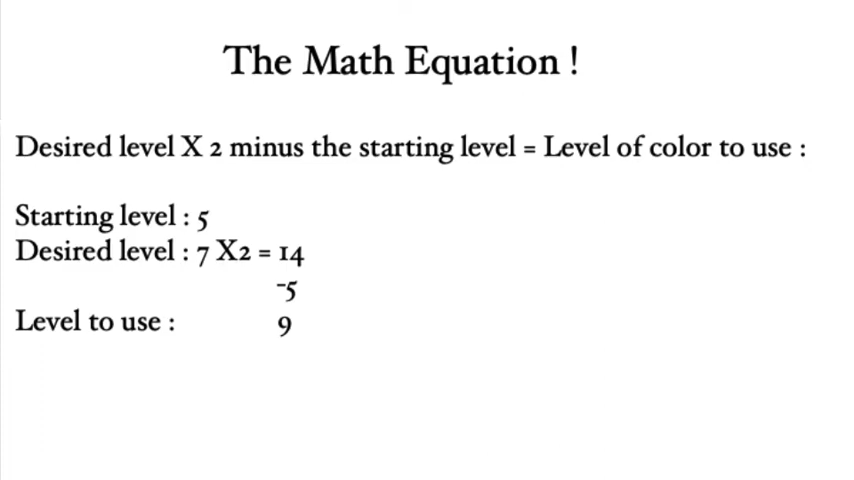 The Math Equation !
Desired level X 2 minus the starting level = Level of color to use :
Starting level : 5
Desired level : 7 X2 = 14
-5
Level to use : 9